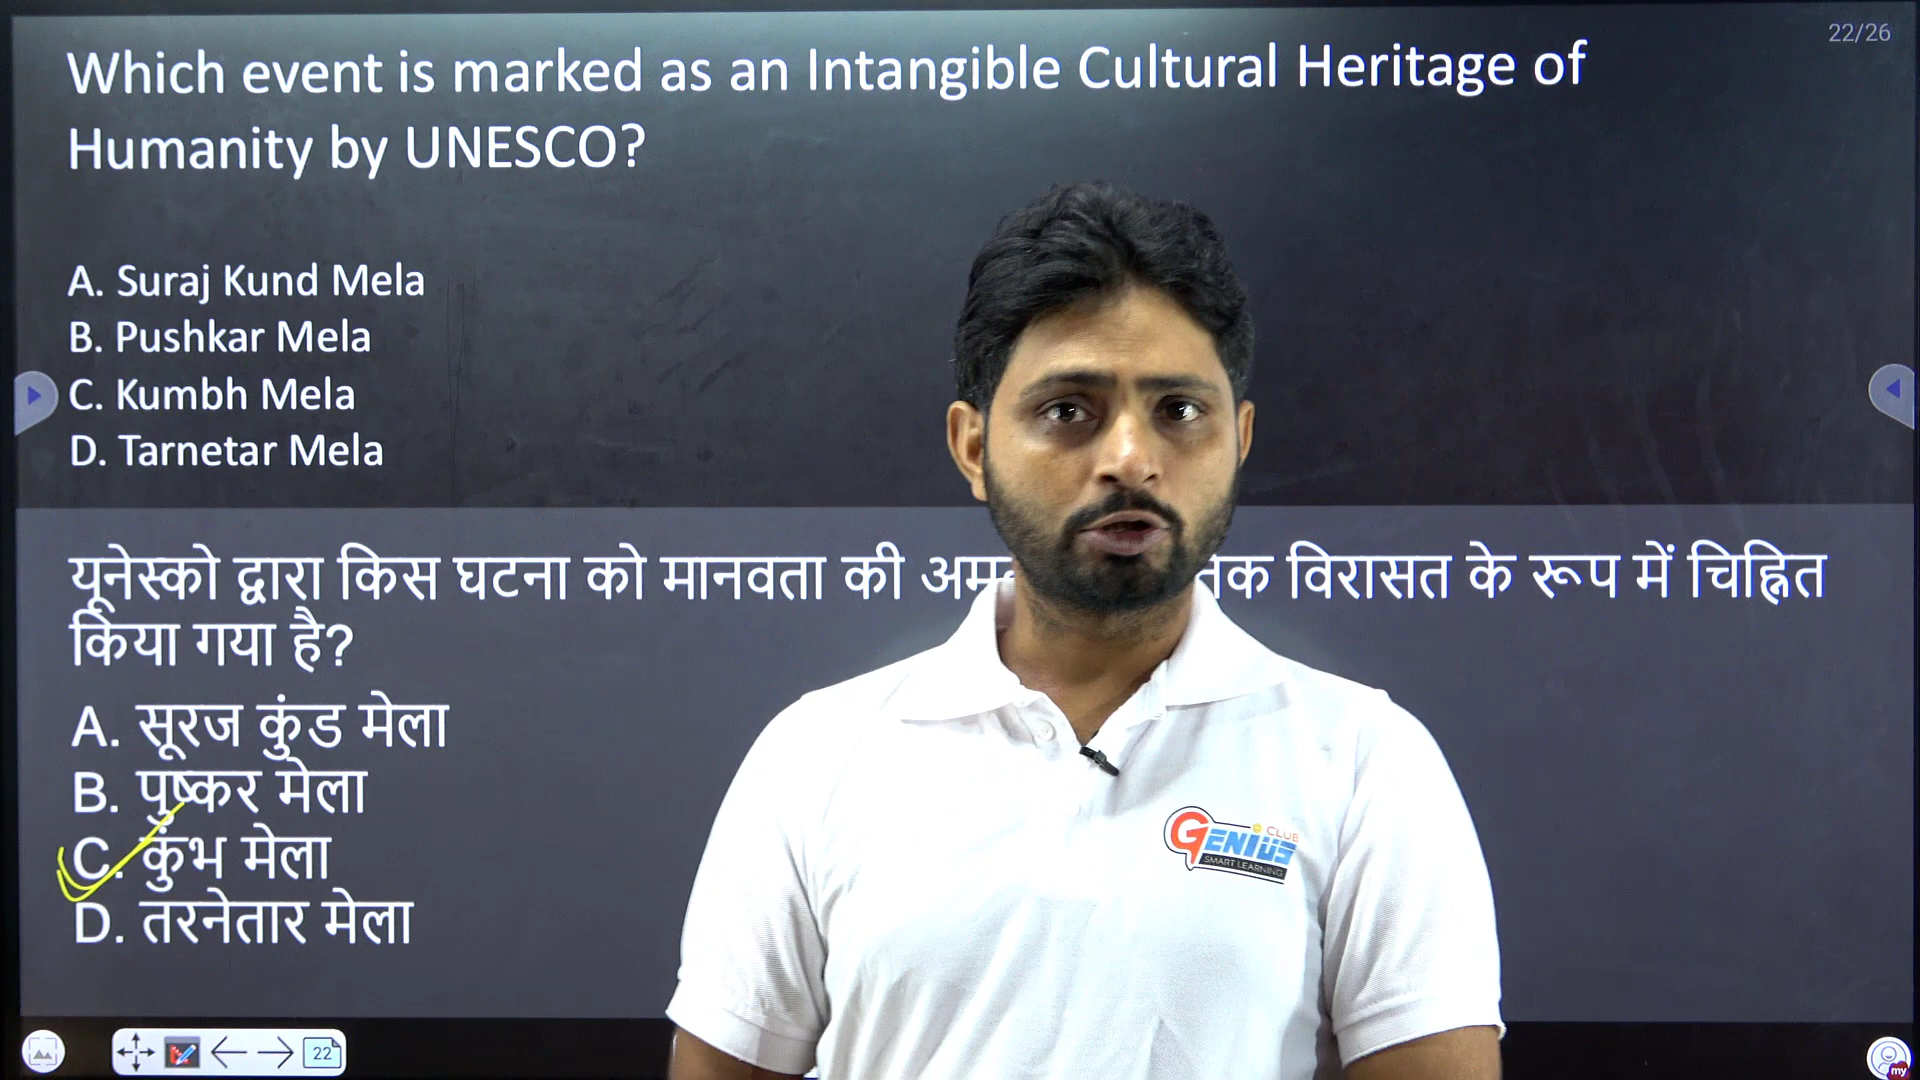 22/26
Which event is marked as an Intangible Cultural Heritage of
Humanity by UNESCO?
A. Suraj Kund Mela
B. Pushkar Mela
C. Kumbh Mela
D. Tarnetar Mela
यूनेस्को द्वारा किस घटना को मानवता की विरासत के रूप में चिह्नित
किया गया है?
A. सूरज कुंड मेला
B. पुष्कर मेला
C. कुंभ मेला
D. तरनेतार मेला
GENIUS CLUB
SMART LEARNING
22
my